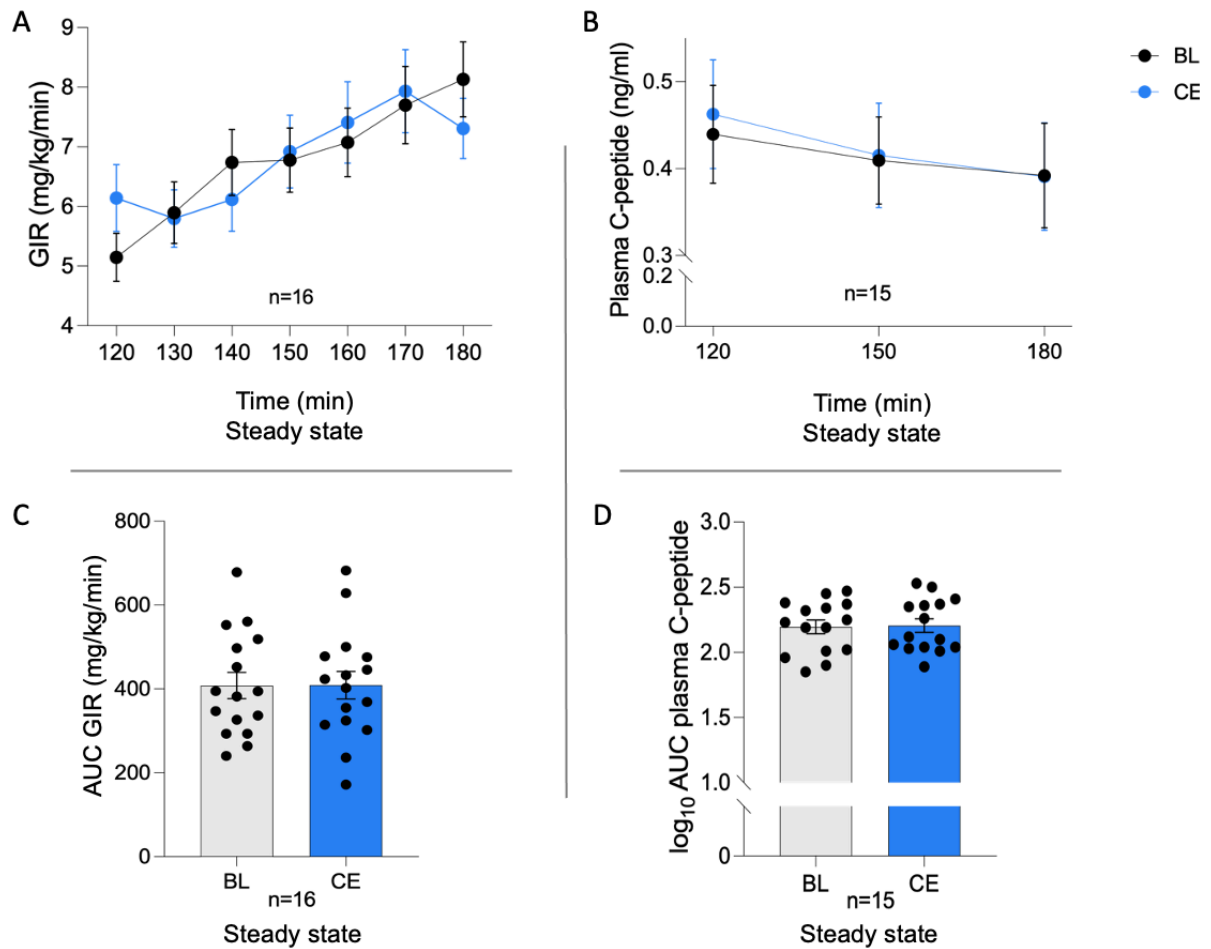 A
GIR (mg/kg/min)
9
8
7
6
5
4
n=16
120 130 140 150 160 170 180
Time (min)
Steady state
B
Plasma C-peptide (ng/ml)
0.5
0.4
0.3
0.2
0.0
n=15
120 150 180
Time (min)
Steady state
BL
CE
C
AUC GIR (mg/kg/min)
800
600
400
200
0
BL CE
n=16
Steady state
D
log₁₀ AUC plasma C-peptide
3.0
2.5
2.0
1.5
1.0
0
BL CE
n=15
Steady state